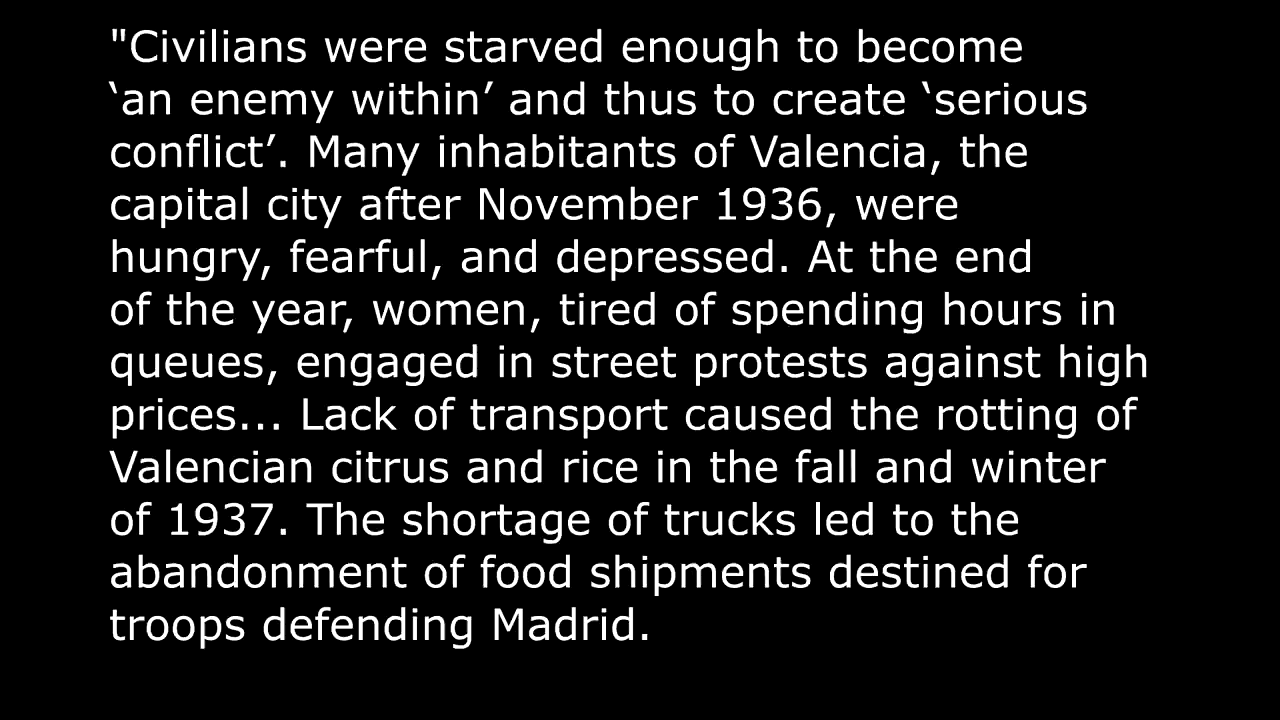 "Civilians were starved enough to become
‘an enemy within’ and thus to create ‘serious
conflict’. Many inhabitants of Valencia, the
capital city after November 1936, were
hungry, fearful, and depressed. At the end
of the year, women, tired of spending hours in
queues, engaged in street protests against high
prices... Lack of transport caused the rotting of
Valencian citrus and rice in the fall and winter
of 1937. The shortage of trucks led to the
abandonment of food shipments destined for
troops defending Madrid.